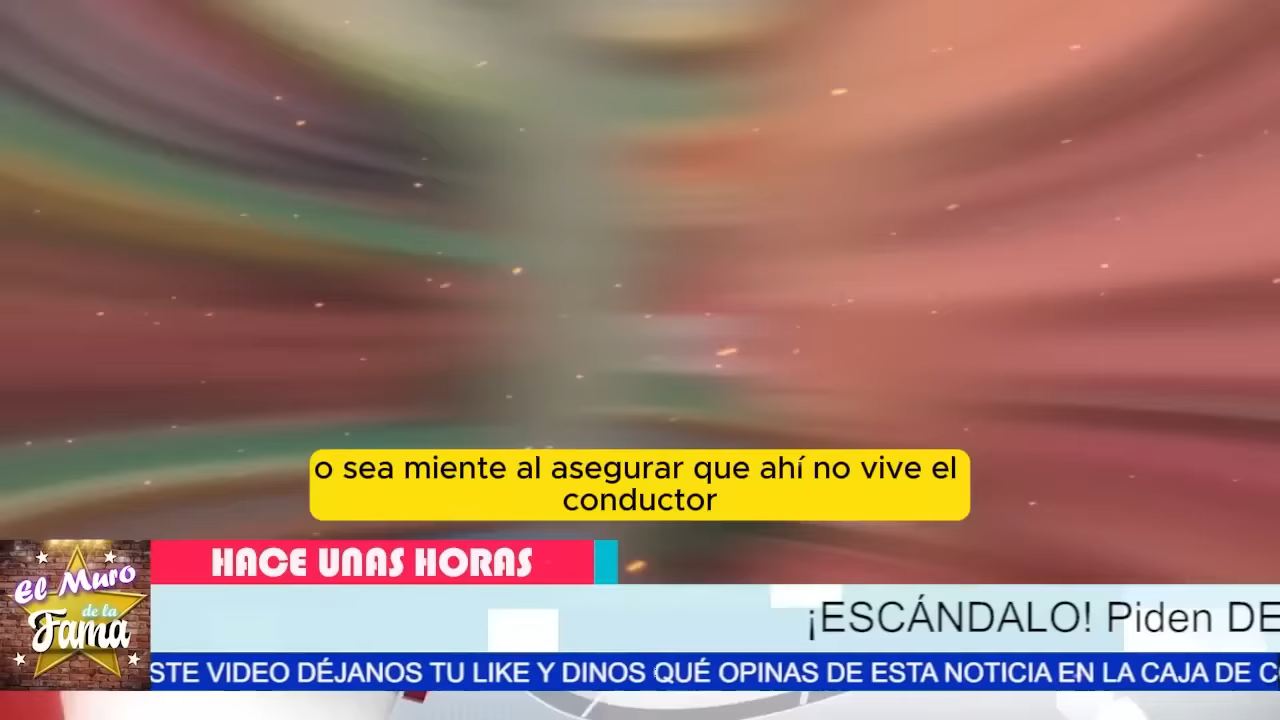 o sea miente al asegurar que ahí no vive el
conductor
HACE UNAS HORAS
El Muro
de la
Fama
¡ESCÁNDALO! Piden DE
STE VIDEO DÉJANOS TU LIKE Y DINOS QUÉ OPINAS DE ESTA NOTICIA EN LA CAJA DE C